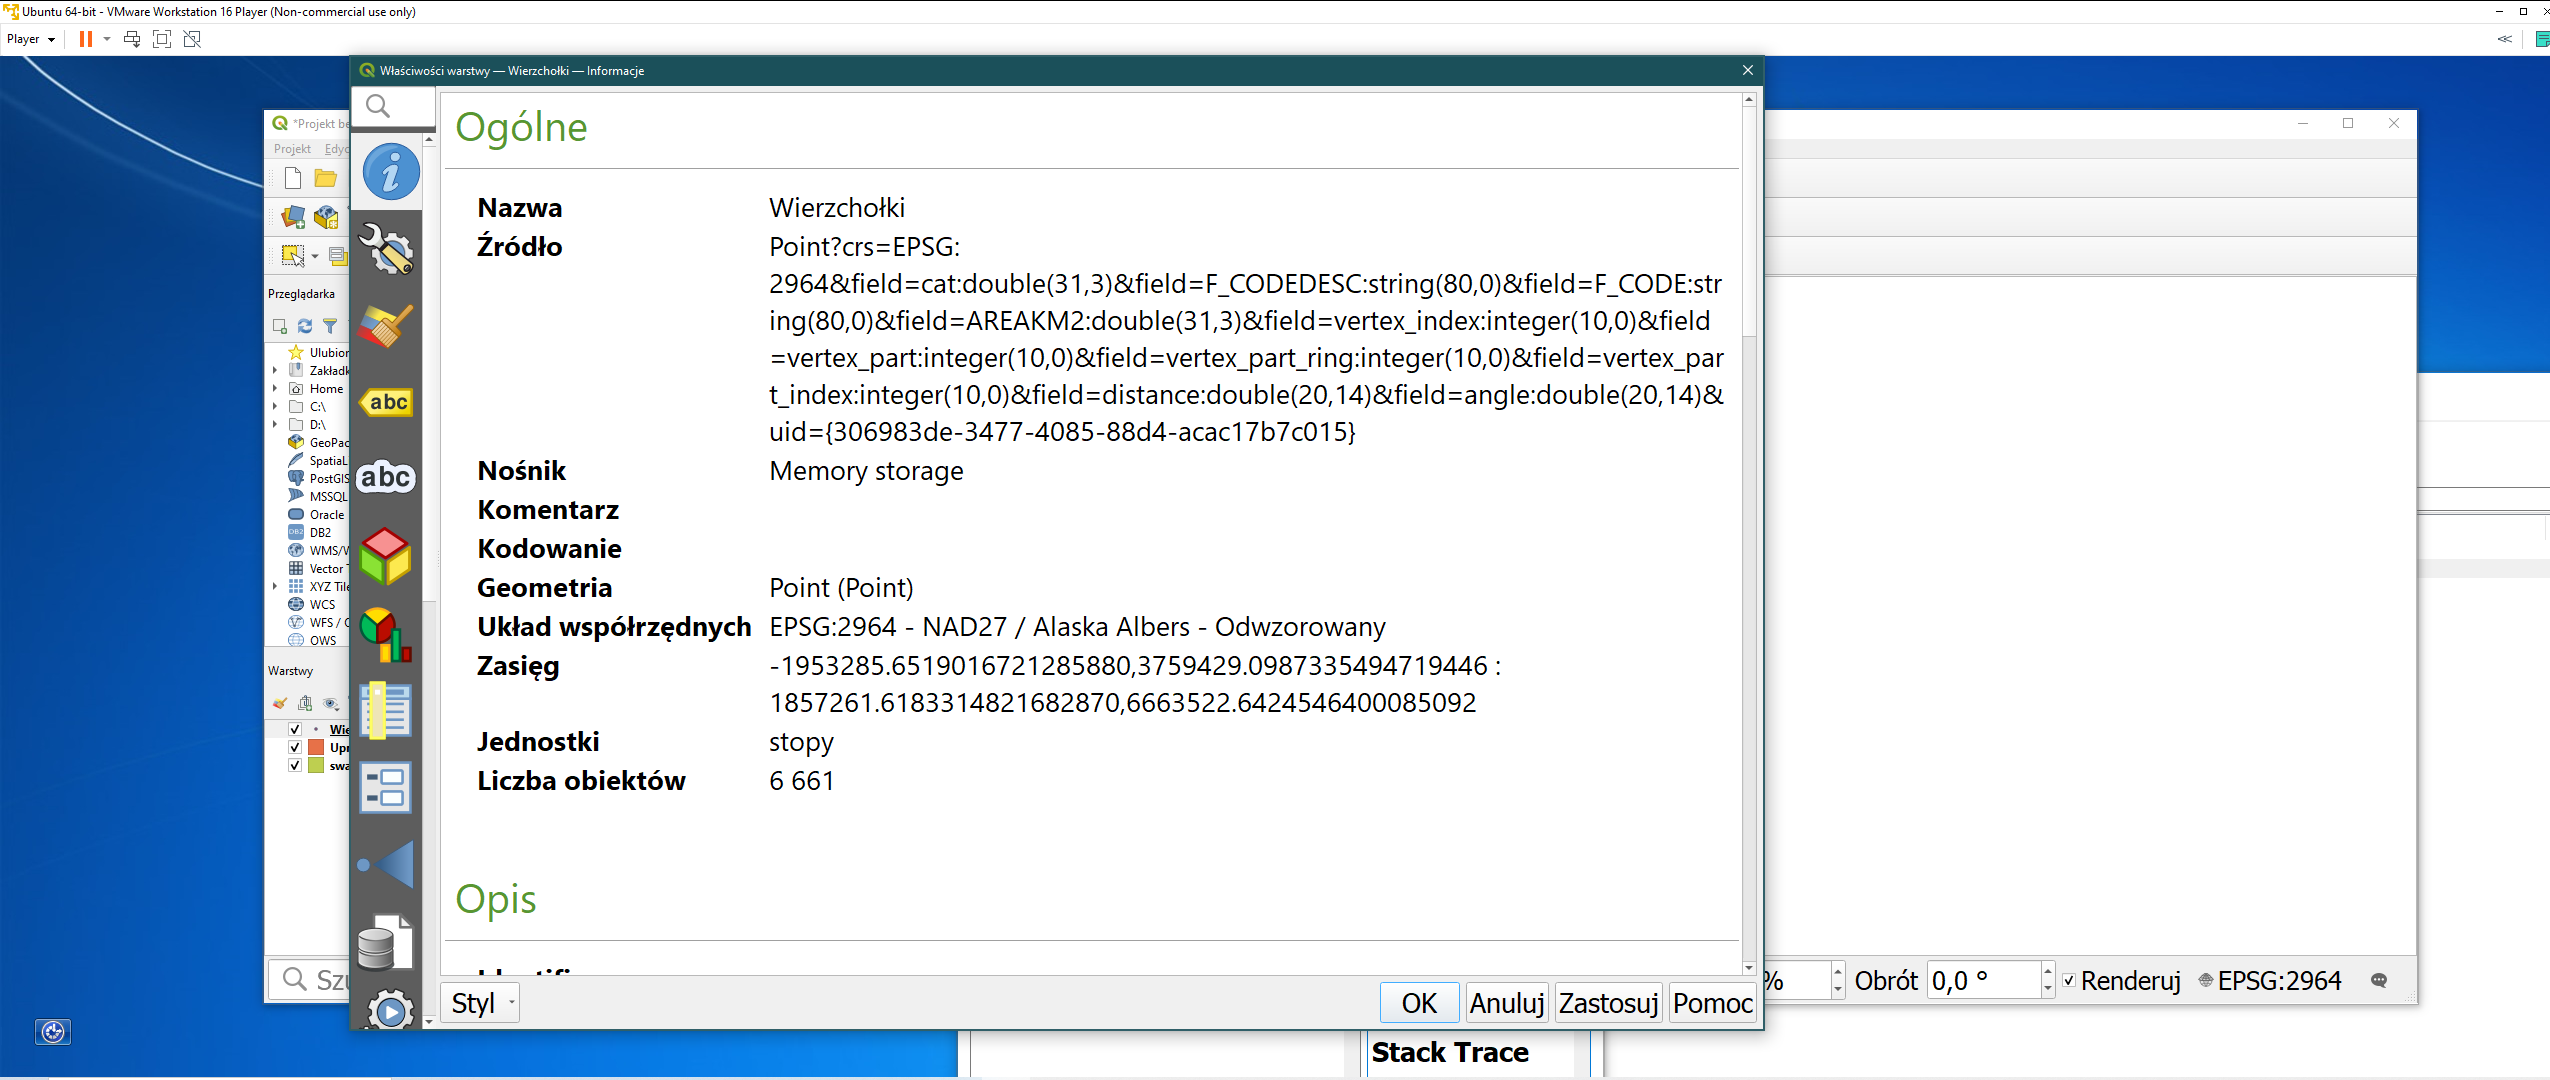 Ubuntu 64-bit - VMware Workstation 16 Player (Non-commercial use only)
Player
Właściwości warstwy — Wierzchołki — Informacje
*Projekt be
Projekt Edyc
Przeglądarka
Ulubion
Zakładk
Home
C:\
D:\
GeoPac
SpatiaL
PostGIS
MSSQL
Oracle
DB2
WMS/W
Vector T
XYZ Tile
WCS
WFS / O
OWS
Warstwy
Wie
Upr
swa
Szu
abc
abc
Ogólne
Nazwa Wierzchołki
Źródło Point?crs=EPSG:
2964&field=cat:double(31,3)&field=F_CODEDESC:string(80,0)&field=F_CODE:str
ing(80,0)&field=AREAKM2:double(31,3)&field=vertex_index:integer(10,0)&field
=vertex_part:integer(10,0)&field=vertex_part_ring:integer(10,0)&field=vertex_par
t_index:integer(10,0)&field=distance:double(20,14)&field=angle:double(20,14)&
uid={306983de-3477-4085-88d4-acac17b7c015}
Nośnik Memory storage
Komentarz
Kodowanie
Geometria Point (Point)
Układ współrzędnych EPSG:2964 - NAD27 / Alaska Albers - Odwzorowany
Zasięg -1953285.6519016721285880,3759429.0987335494719446 :
1857261.6183314821682870,6663522.6424546400085092
Jednostki stopy
Liczba obiektów 6 661
Opis
Styl OK Anuluj Zastosuj Pomoc
% Obrót 0,0 ° Renderuj EPSG:2964
Stack Trace